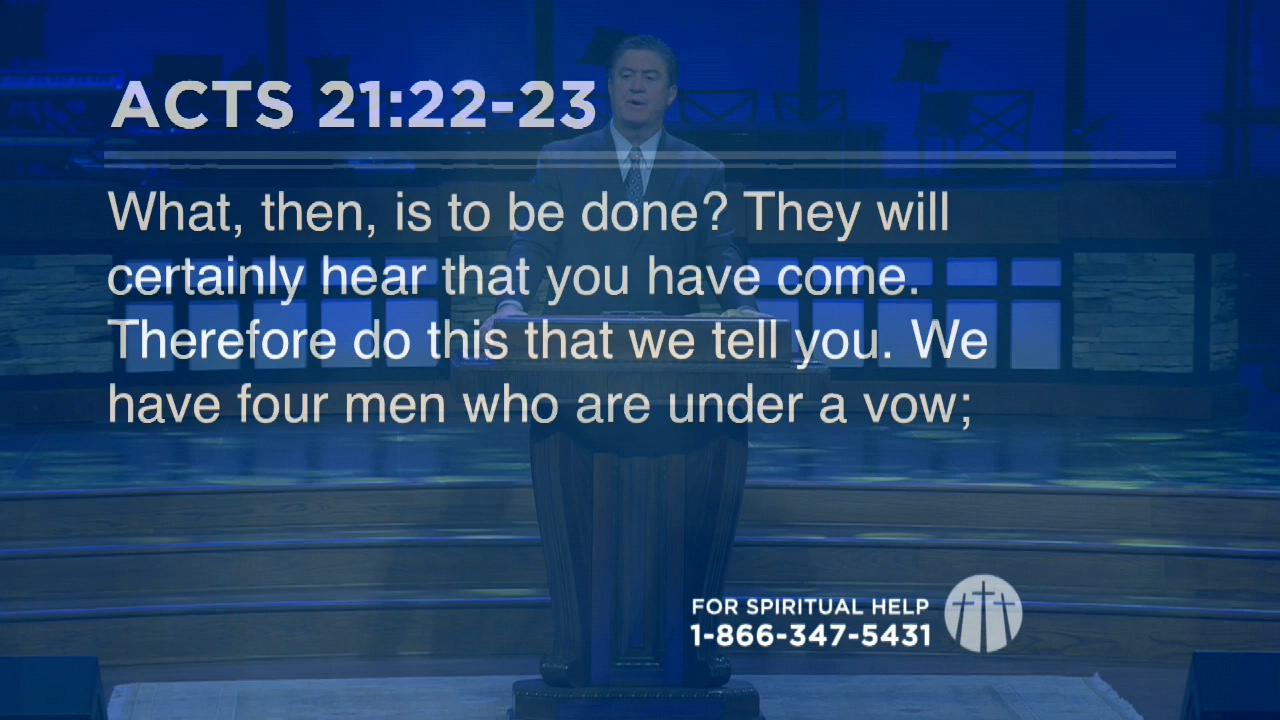 ACTS 21:22-23
What, then, is to be done? They will
certainly hear that you have come.
Therefore do this that we tell you. We
have four men who are under a vow;
FOR SPIRITUAL HELP
1-866-347-5431